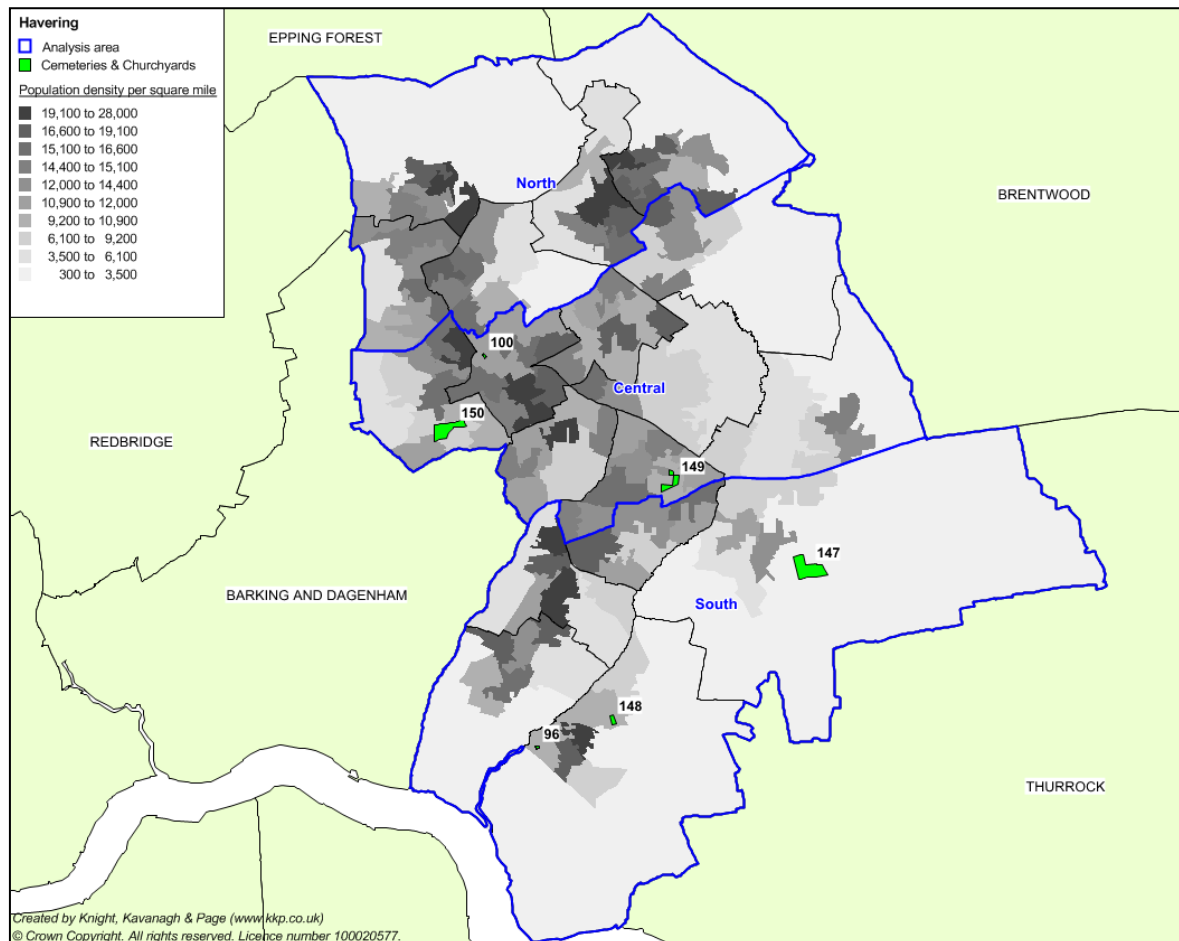 Havering
Analysis area
Cemeteries & Churchyards
Population density per square mile
19,100 to 28,000
16,600 to 19,100
15,100 to 16,600
14,400 to 15,100
12,000 to 14,400
10,900 to 12,000
9,200 to 10,900
6,100 to 9,200
3,500 to 6,100
300 to 3,500
EPPING FOREST
North
BRENTWOOD
100
Central
150
REDBRIDGE
149
147
BARKING AND DAGENHAM
South
148
96
THURROCK
Created by Knight, Kavanagh & Page (www.kkp.co.uk)
© Crown Copyright. All rights reserved. Licence number 100020577.